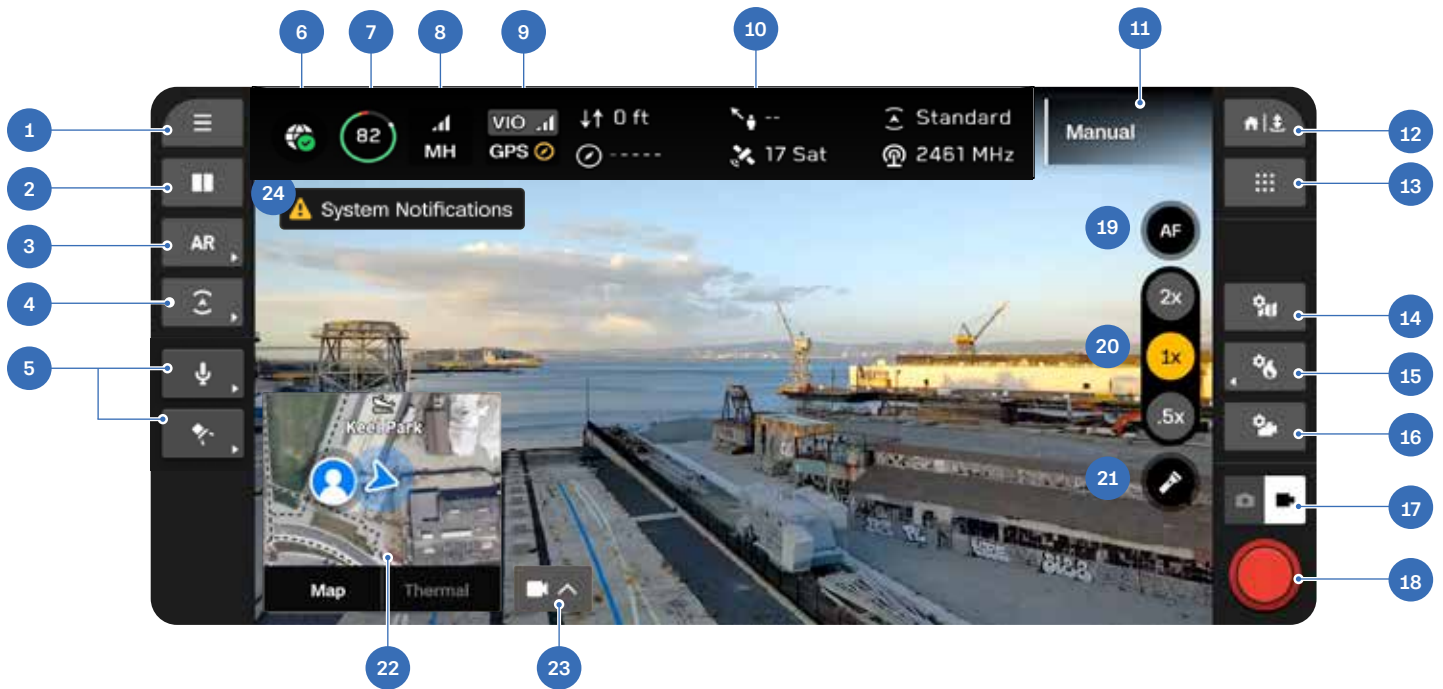 6
7
8
9
10
11
1
2
3
4
5
12
13
14
15
16
17
18
19
20
21
22
23
24
82
MH
VIO
GPS
0 ft
-----
--
17 Sat
Standard
2461 MHz
Manual
System Notifications
AR
AF
2x
1x
.5x
Keel Park
Map
Thermal